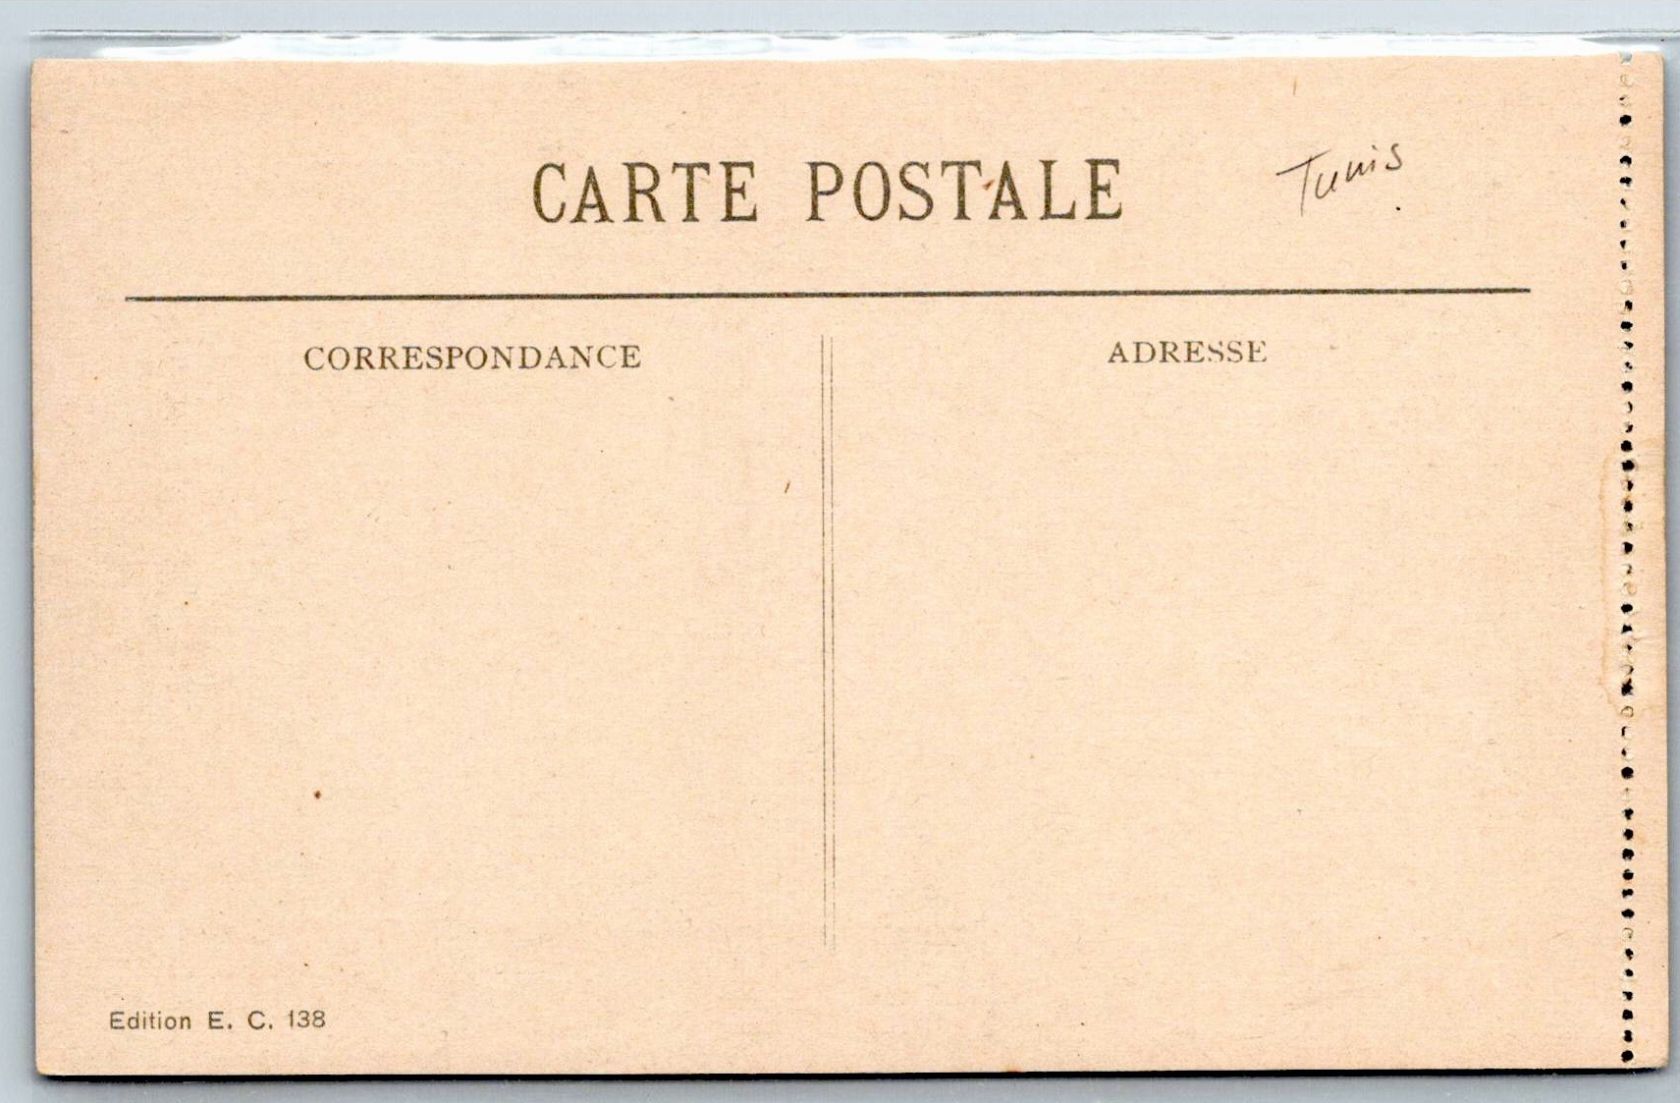 CARTE POSTALE
Tunis
CORRESPONDANCE
ADRESSE
Edition E. C. 138